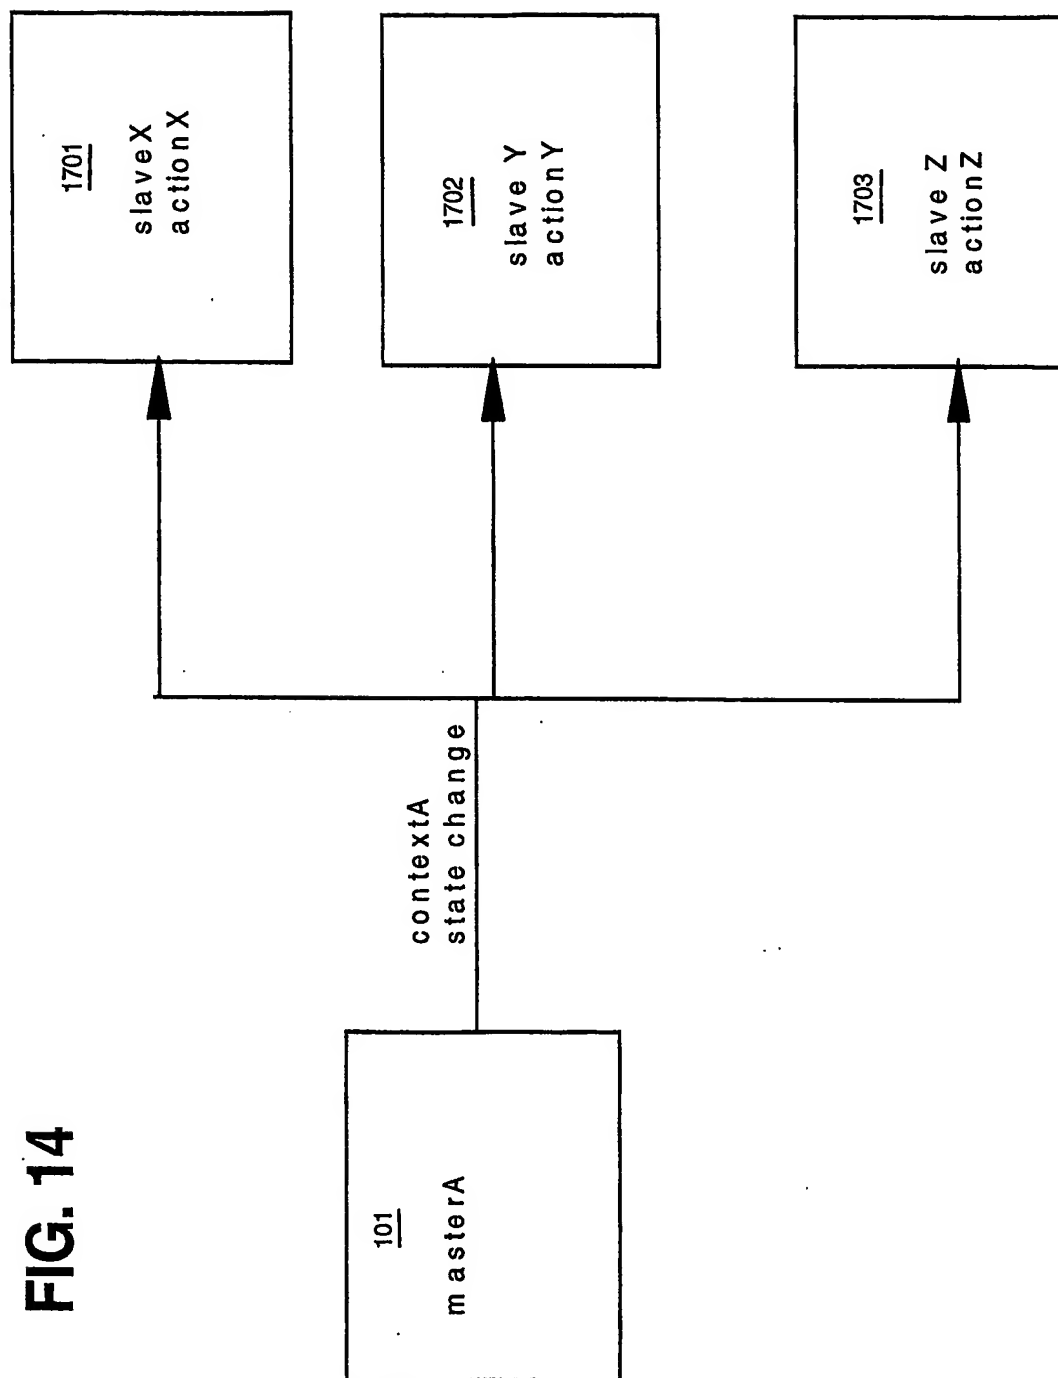 FIG. 14
101
masterA
contextA
state change
1701
slaveX
actionX
1702
slave Y
actionY
1703
slave Z
actionZ